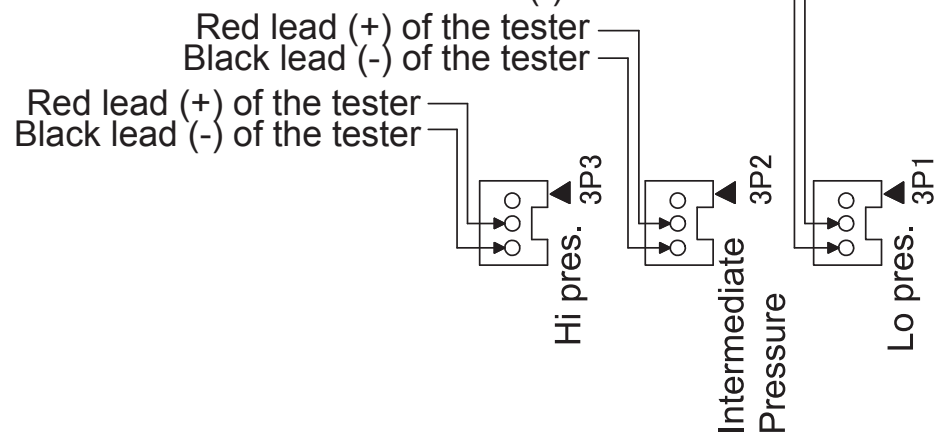 Red lead (+) of the tester
Black lead (-) of the tester
Red lead (+) of the tester
Black lead (-) of the tester
3P3
Hi pres.
3P2
Intermediate
Pressure
3P1
Lo pres.